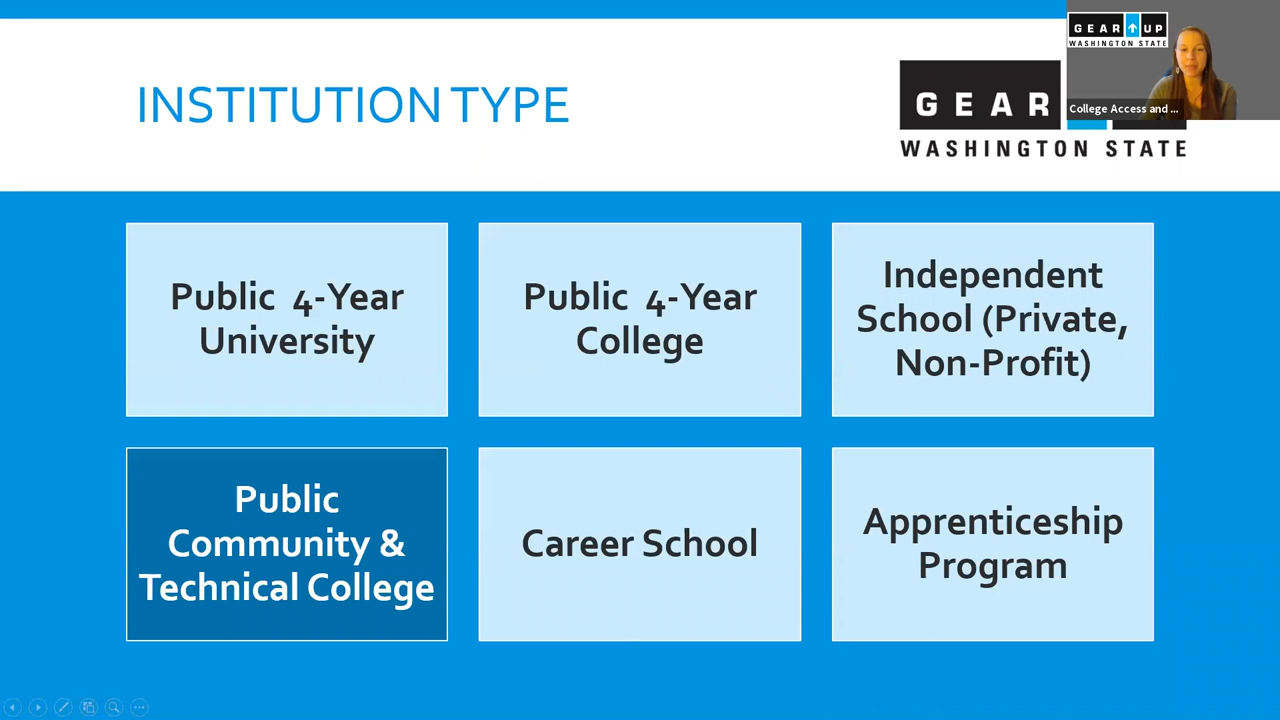 INSTITUTION TYPE
GEAR
WASHINGTON STATE
GEAR UP
WASHINGTON STATE
College Access and ...
Public 4-Year
University
Public 4-Year
College
Independent
School (Private,
Non-Profit)
Public
Community &
Technical College
Career School
Apprenticeship
Program